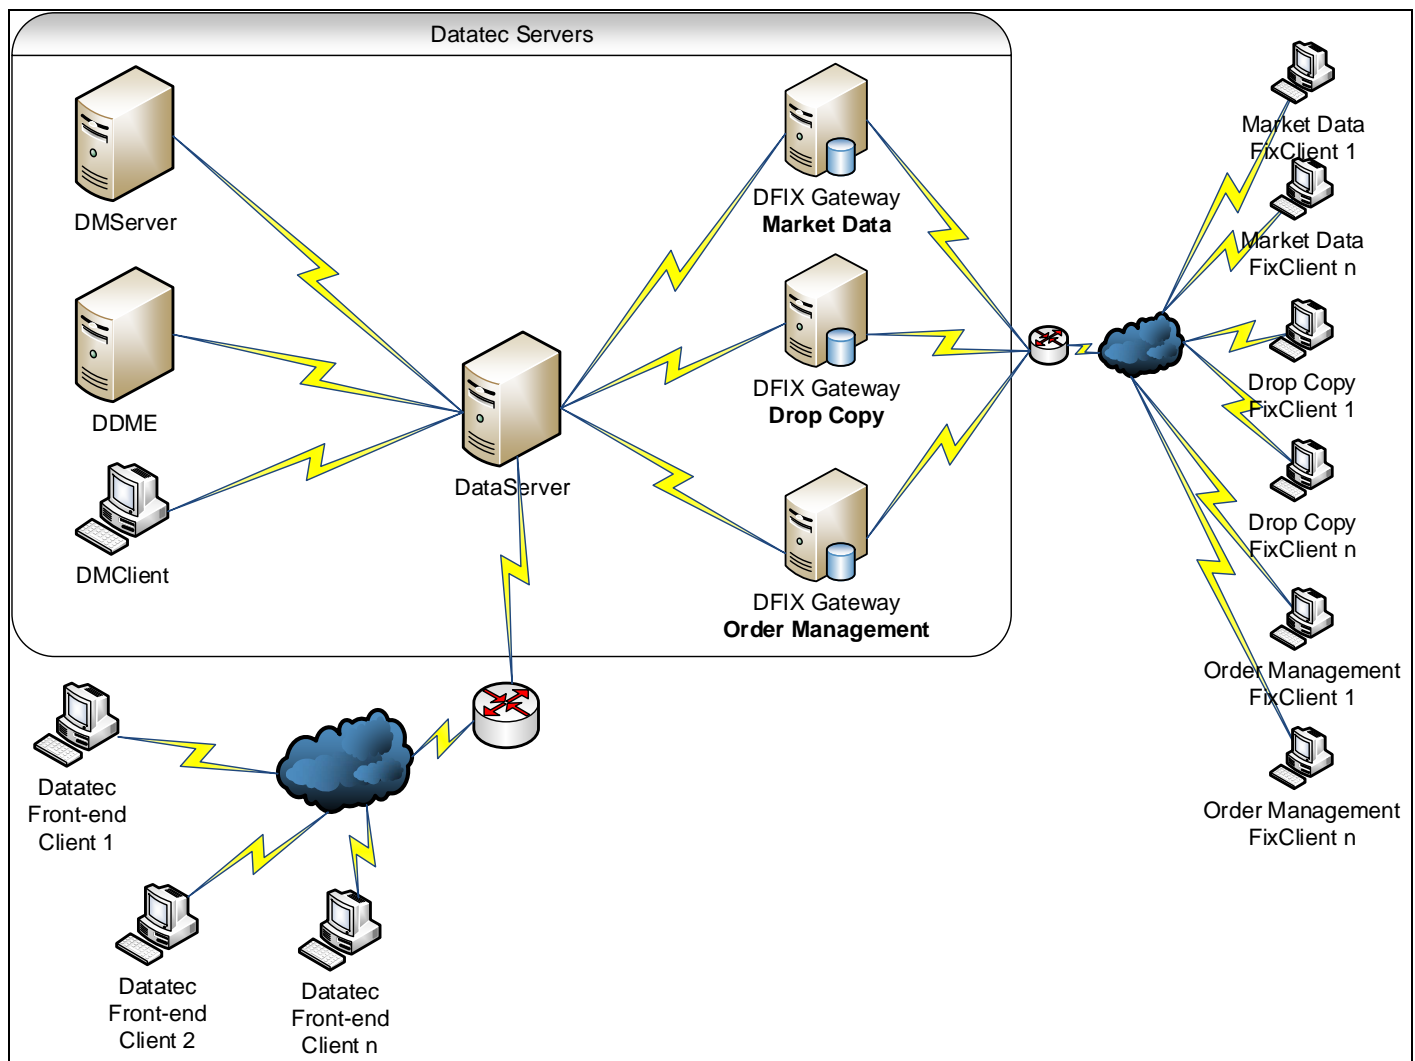 Datatec Servers
DMServer
DDME
DMClient
DataServer
DFIX Gateway
Market Data
DFIX Gateway
Drop Copy
DFIX Gateway
Order Management
Market Data
FixClient 1
Market Data
FixClient n
Drop Copy
FixClient 1
Drop Copy
FixClient n
Order Management
FixClient 1
Order Management
FixClient n
Datatec
Front-end
Client 1
Datatec
Front-end
Client 2
Datatec
Front-end
Client n